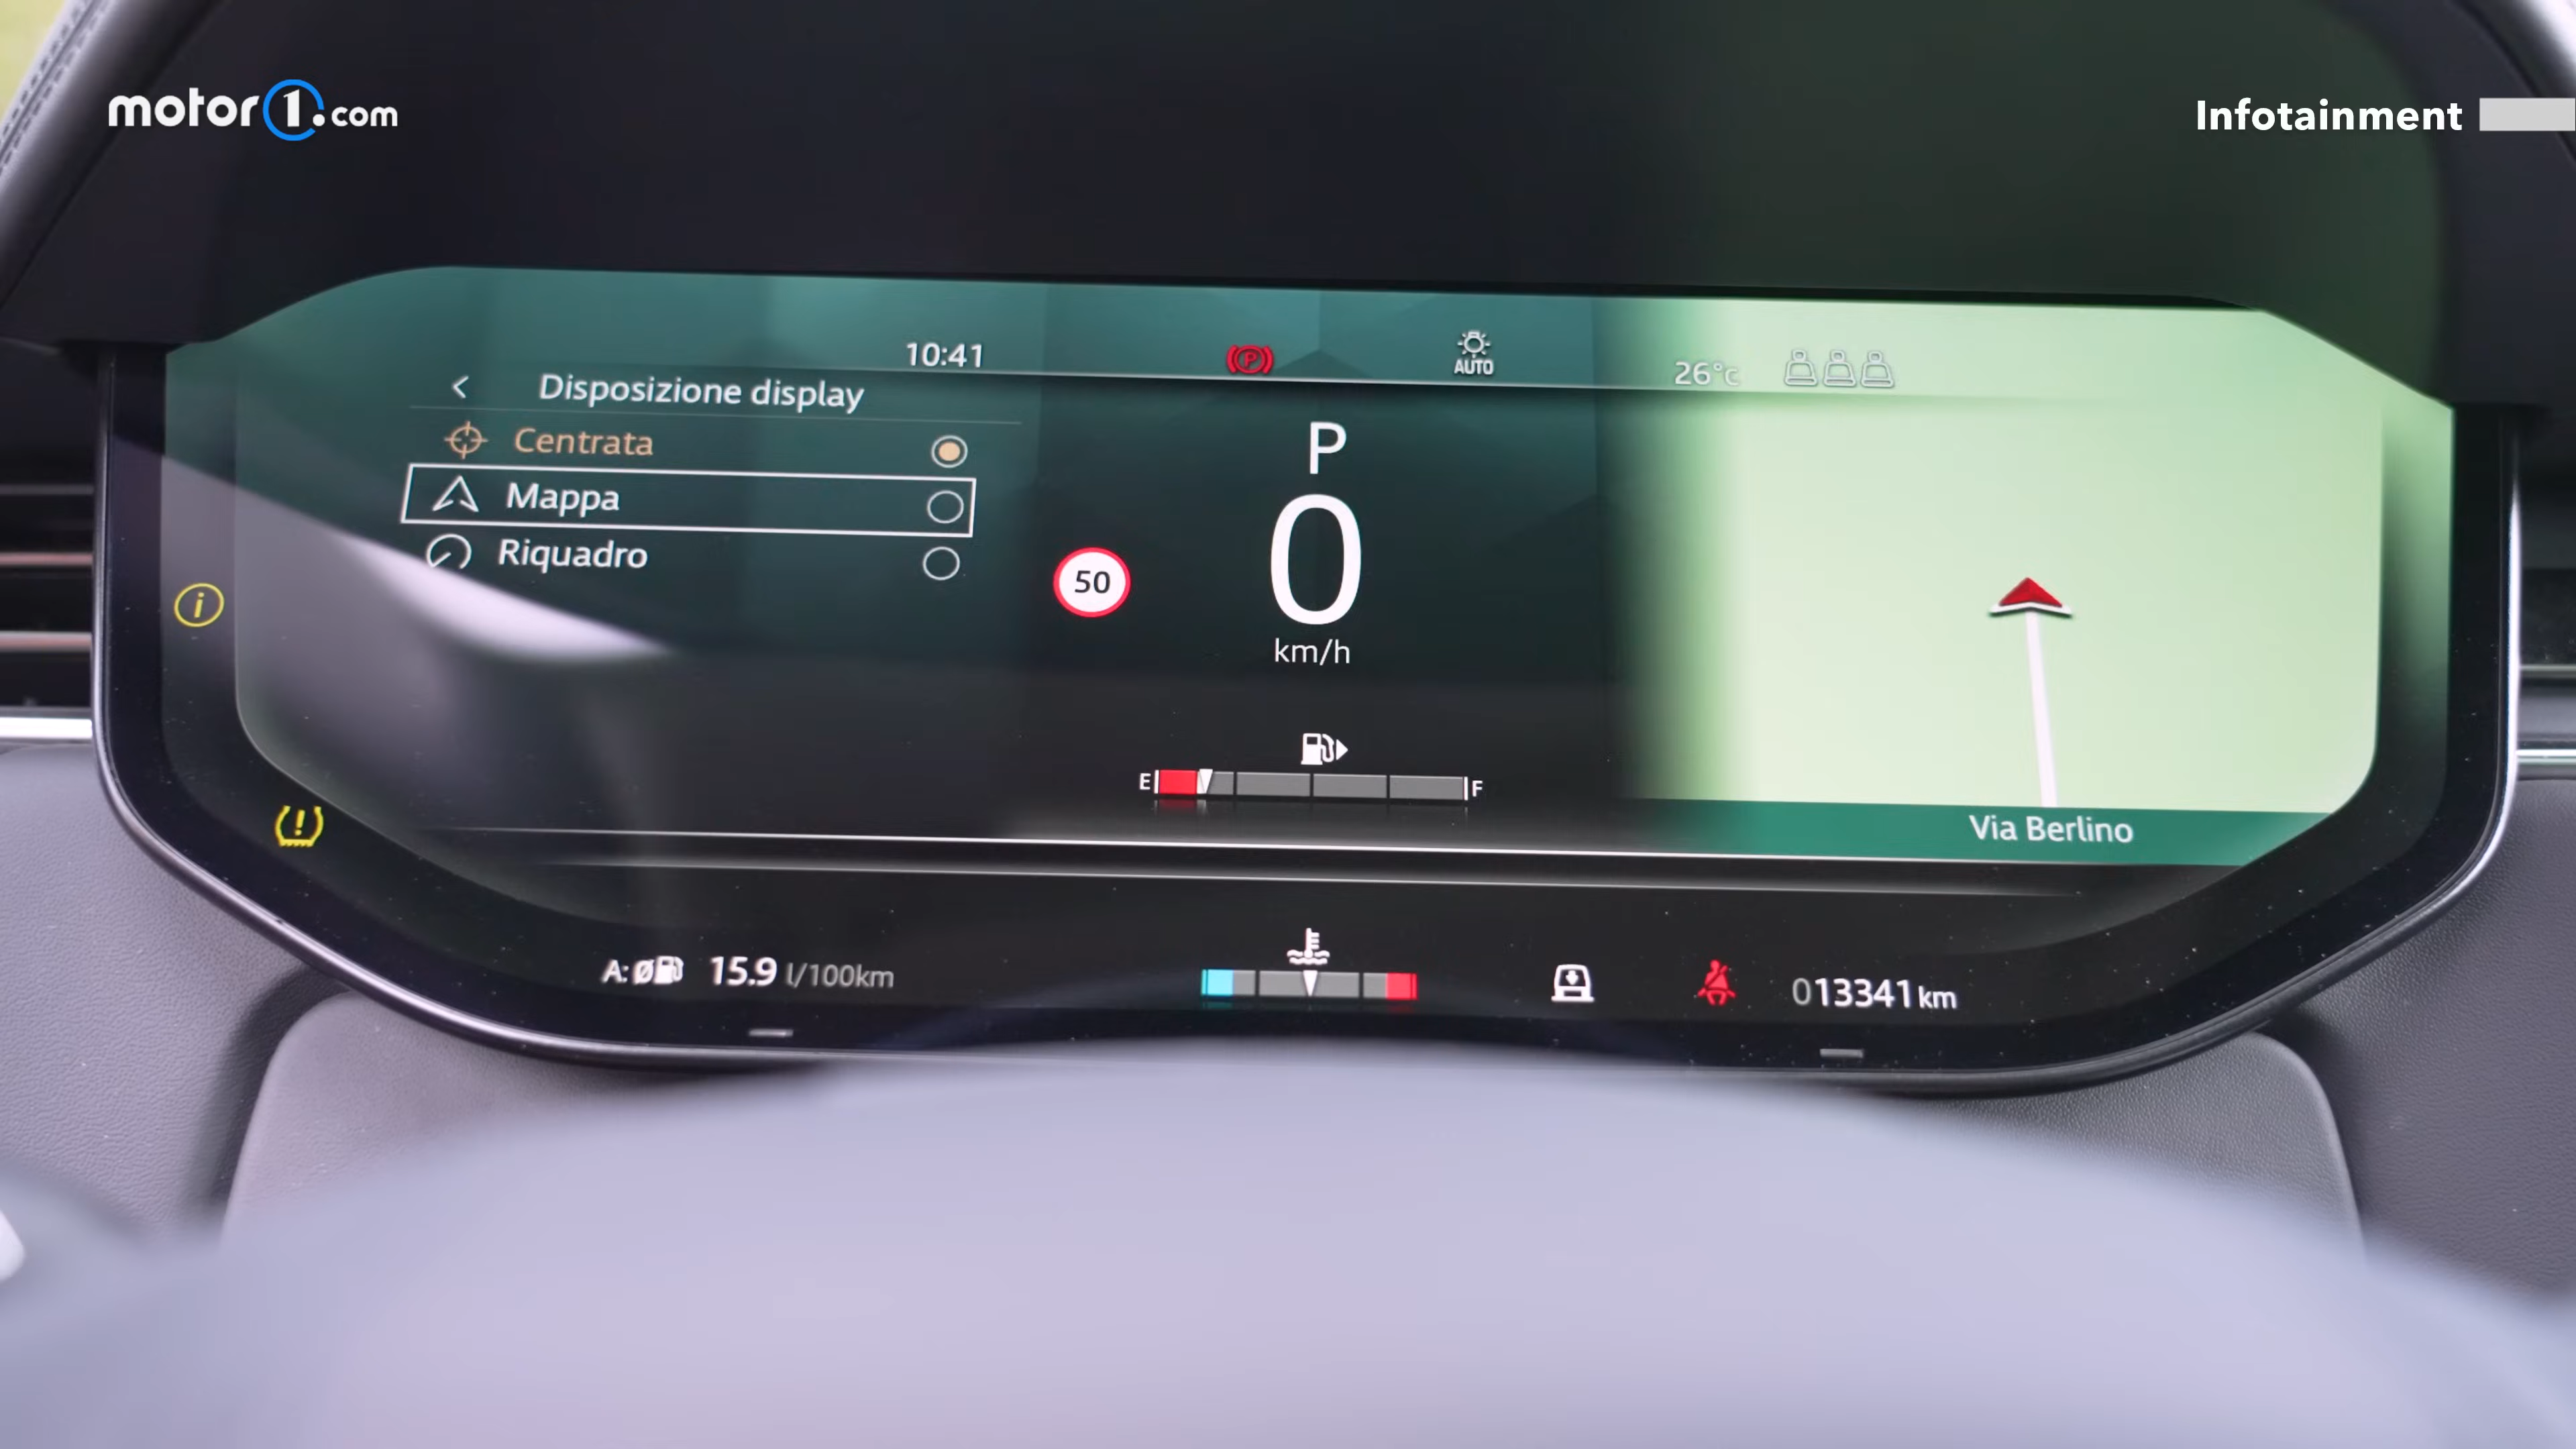 motor1.com
Infotainment
10:41
P
AUTO
26°c
< Disposizione display
Centrata
Mappa
Riquadro
P
0
km/h
50
i
E F
!
Via Berlino
A: Ø 15.9 l/100km
013341 km